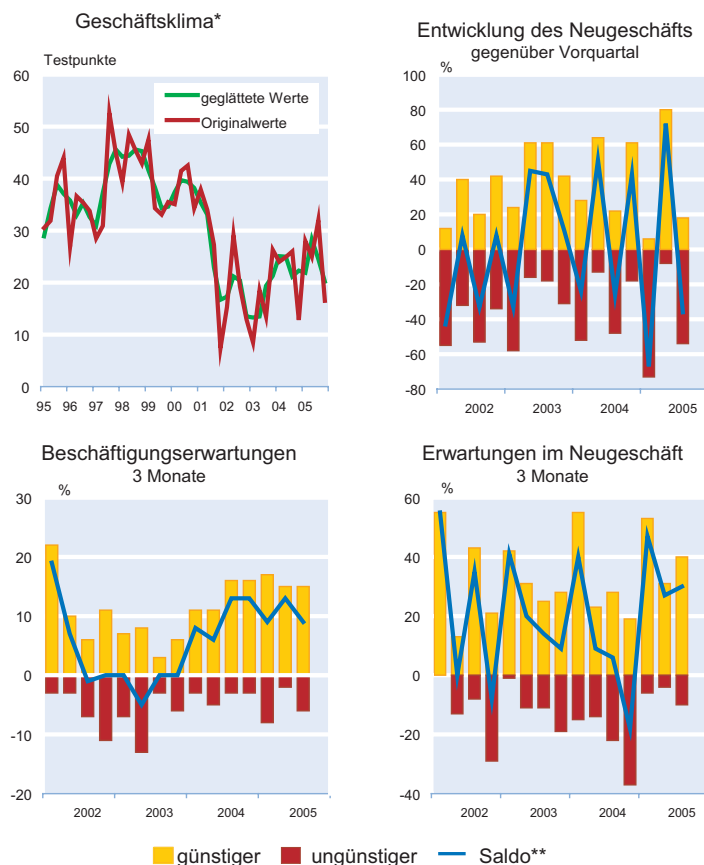 Geschäftsklima*
Testpunkte
60
50
40
30
20
10
0
geglättete Werte
Originalwerte
95 96 97 98 99 00 01 02 03 04 05
Entwicklung des Neugeschäfts
gegenüber Vorquartal
%
100
80
60
40
20
0
-20
-40
-60
-80
2002 2003 2004 2005
Beschäftigungserwartungen
3 Monate
%
30
20
10
0
-10
-20
2002 2003 2004 2005
Erwartungen im Neugeschäft
3 Monate
%
60
40
20
0
-20
-40
2002 2003 2004 2005
günstiger ungünstiger Saldo**